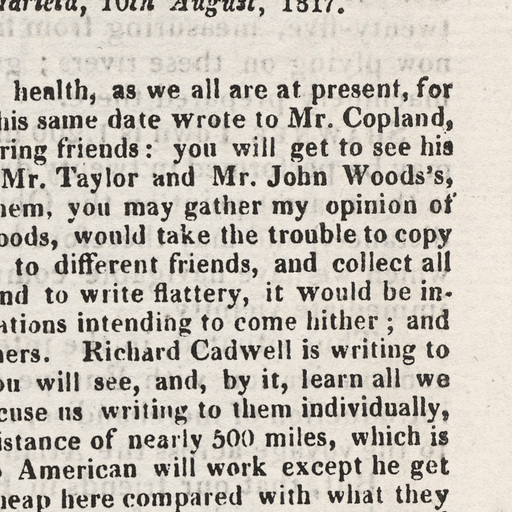 10th August, 1817.
health, as we all are at present, for
his same date wrote to Mr. Copland,
ring friends: you will get to see his
Mr. Taylor and Mr. John Woods's,
hem, you may gather my opinion of
oods, would take the trouble to copy
to different friends, and collect all
nd to write flattery, it would be in-
ations intending to come hither; and
hers. Richard Cadwell is writing to
ou will see, and, by it, learn all we
cuse us writing to them individually,
istance of nearly 500 miles, which is
American will work except he get
heap here compared with what they